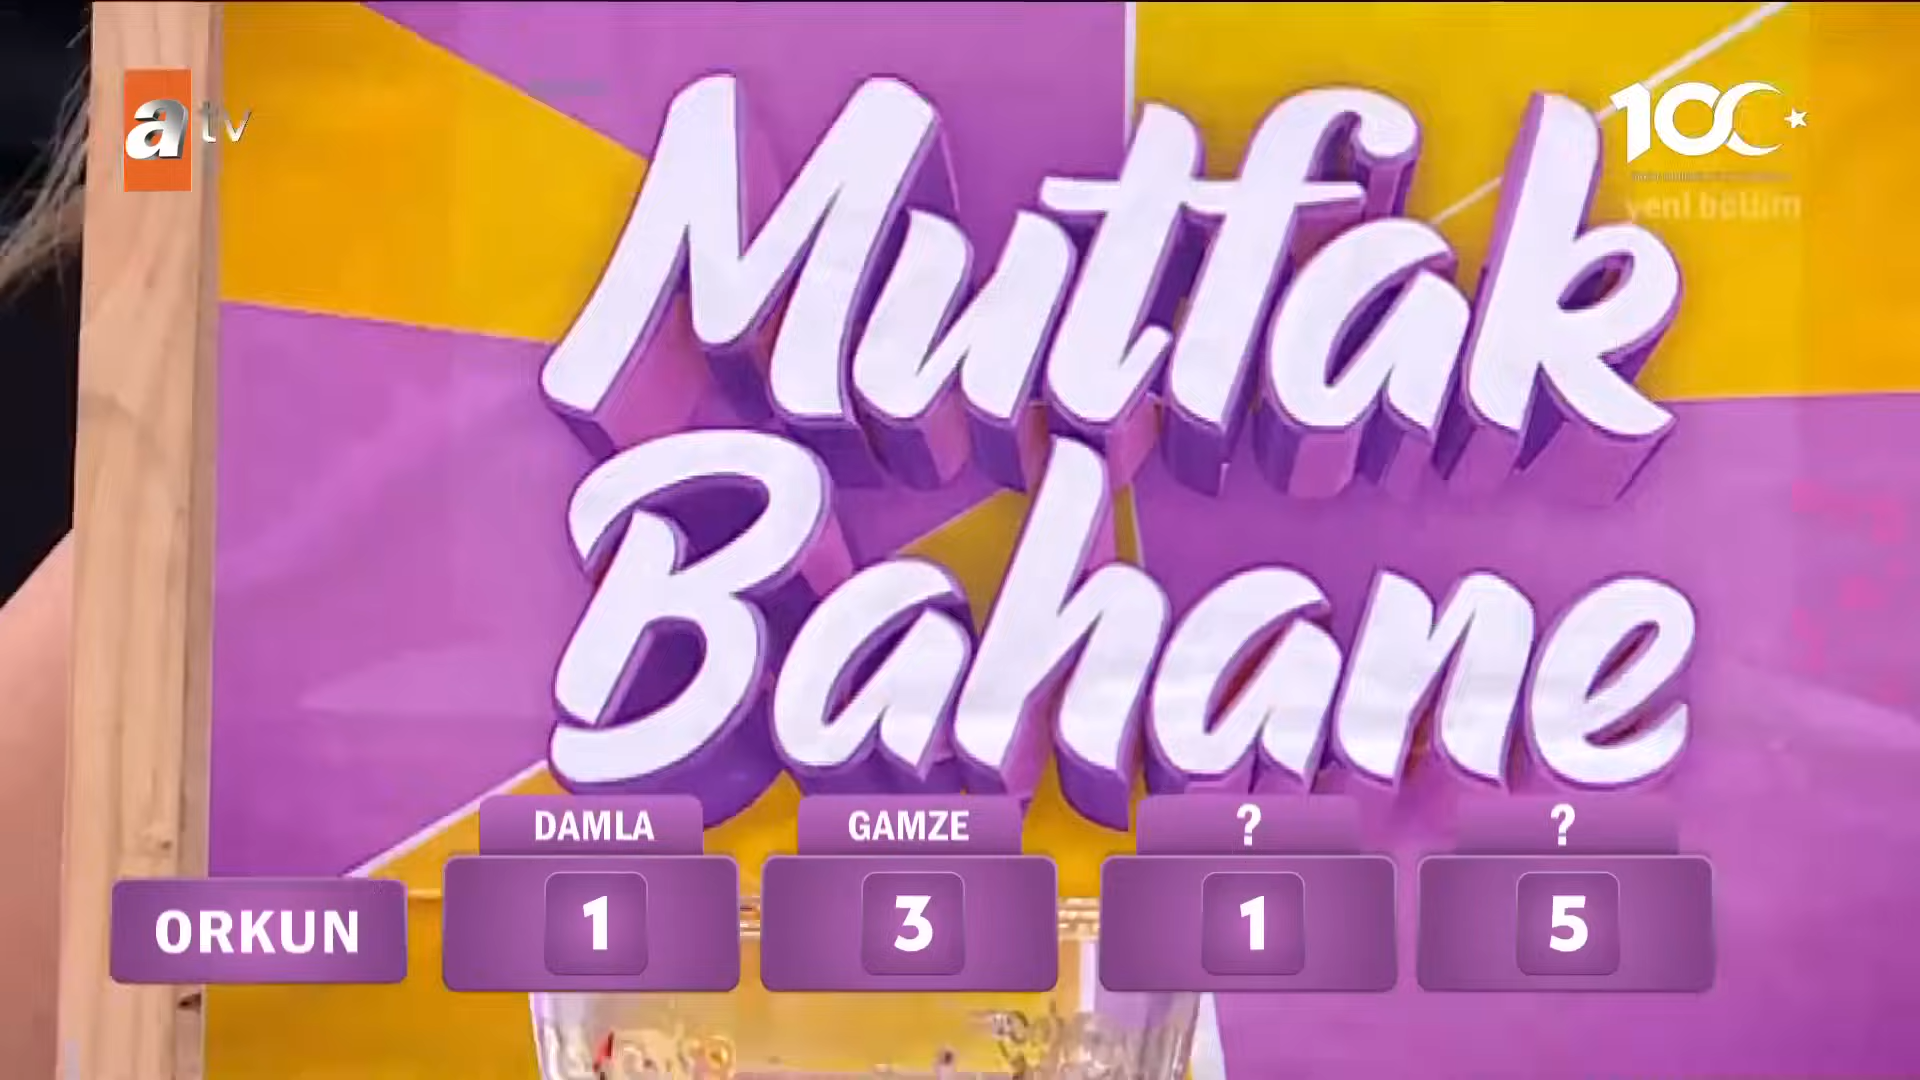 atv
100
yeni bölüm
Mutfak
Bahane
DAMLA
GAMZE
?
?
ORKUN
1
3
1
5